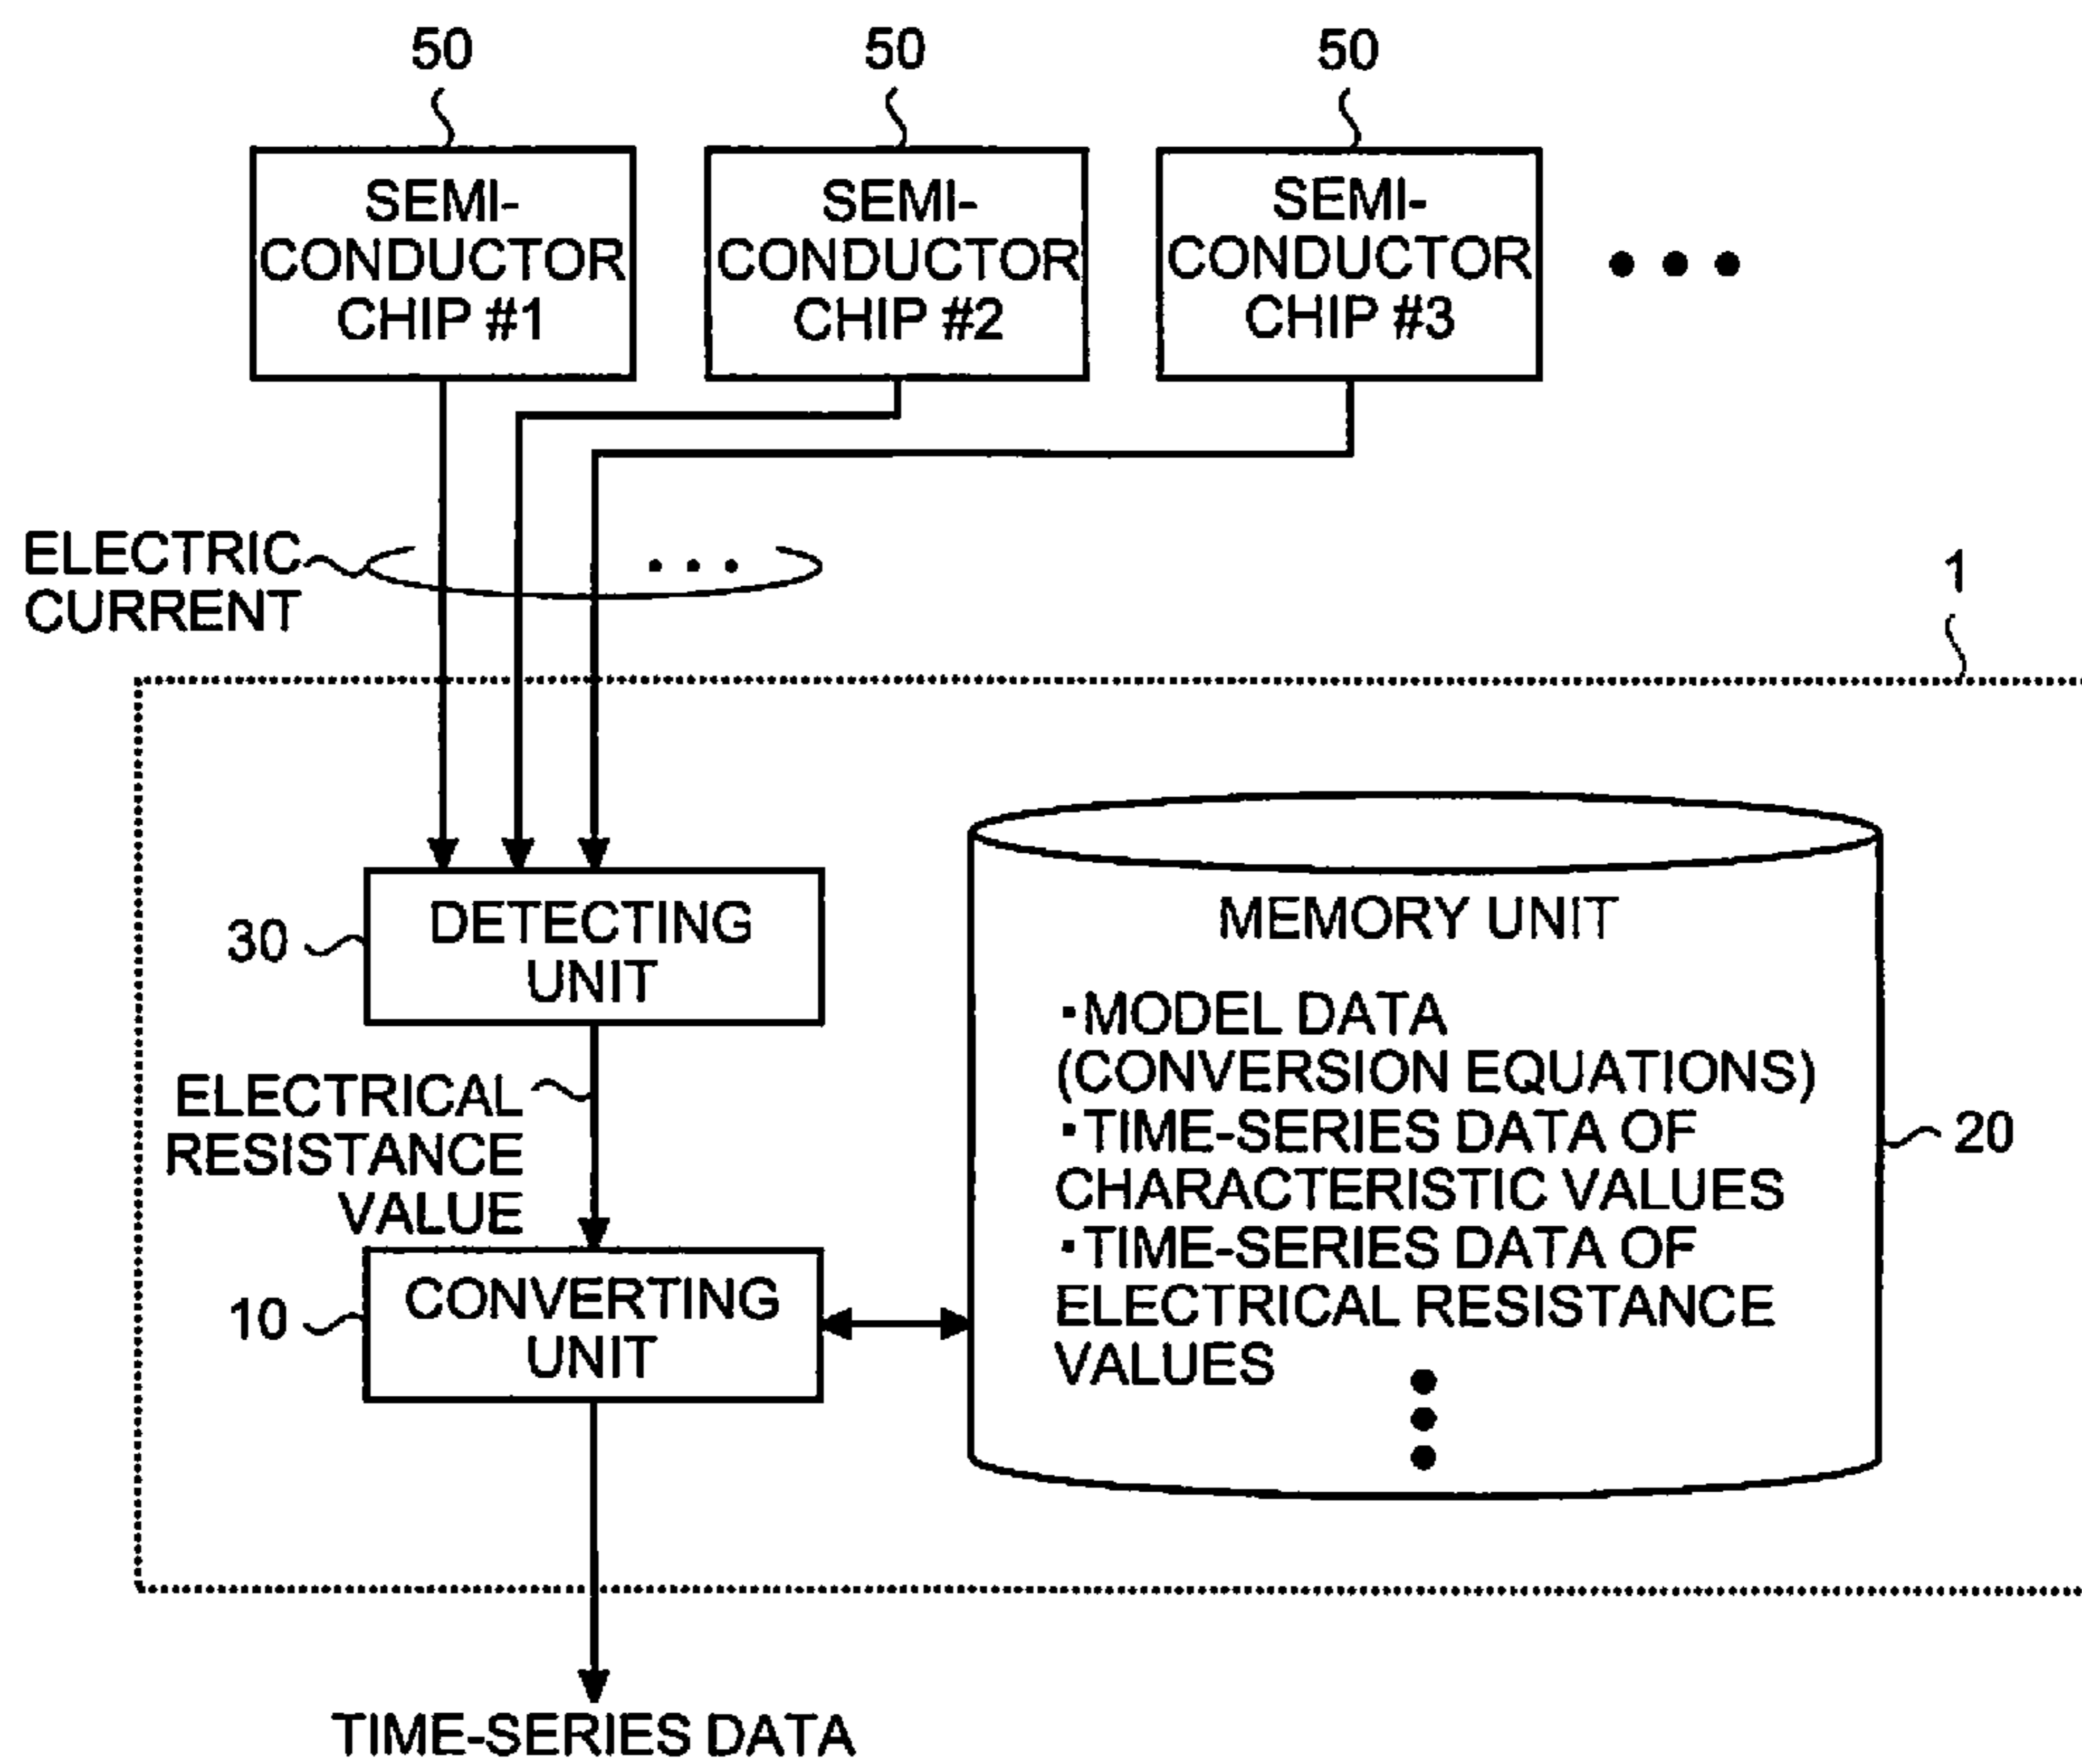 50
50
50
SEMI-
CONDUCTOR
CHIP #1
SEMI-
CONDUCTOR
CHIP #2
SEMI-
CONDUCTOR
CHIP #3
ELECTRIC
CURRENT
1
30
DETECTING
UNIT
ELECTRICAL
RESISTANCE
VALUE
10
CONVERTING
UNIT
MEMORY UNIT
・MODEL DATA
(CONVERSION EQUATIONS)
・TIME-SERIES DATA OF
CHARACTERISTIC VALUES
・TIME-SERIES DATA OF
ELECTRICAL RESISTANCE
VALUES
20
TIME-SERIES DATA